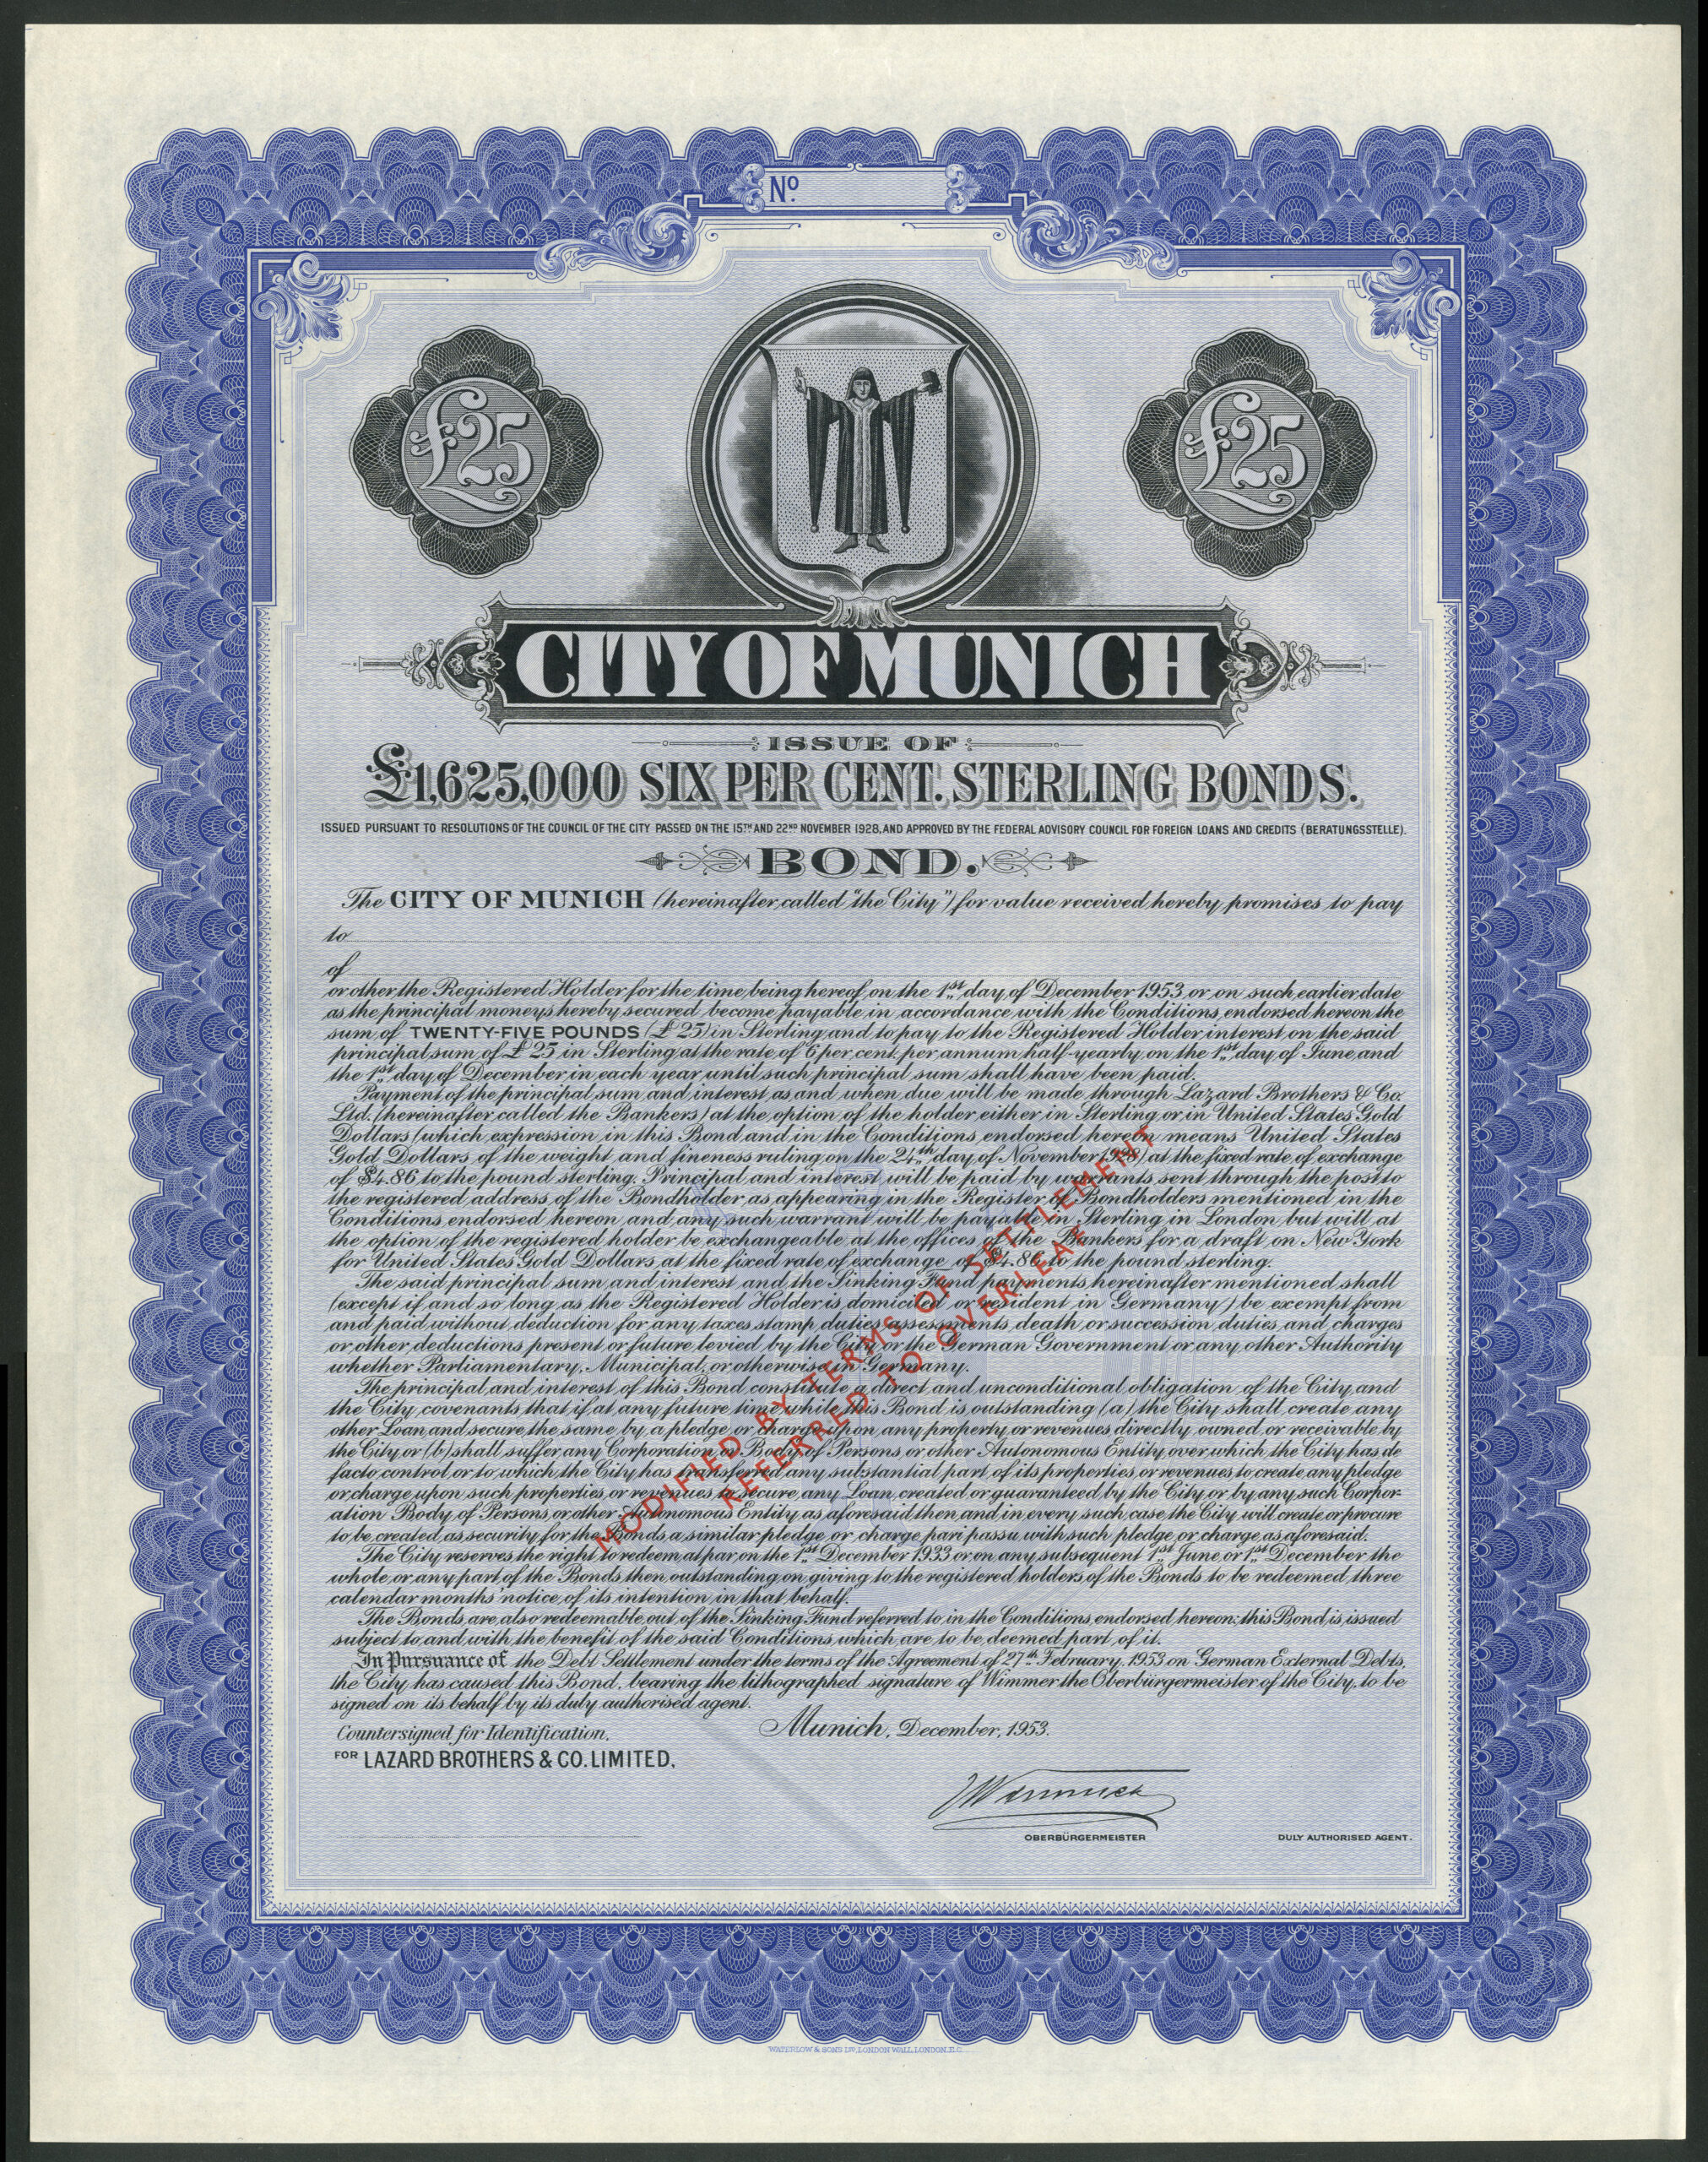 Nº
£25
£25
CITY OF MUNICH
ISSUE OF
£1,625,000 SIX PER CENT. STERLING BONDS.
ISSUED PURSUANT TO RESOLUTIONS OF THE COUNCIL OF THE CITY PASSED ON THE 15TH AND 22ND NOVEMBER 1928, AND APPROVED BY THE FEDERAL ADVISORY COUNCIL FOR FOREIGN LOANS AND CREDITS (BERATUNGSSTELLE).
BOND.
The CITY OF MUNICH (hereinafter called "the City") for value received hereby promises to pay
to
of
or other the Registered Holder for the time being hereof, on the 1st day of December 1953 or on such earlier date
as the principal moneys hereby secured become payable in accordance with the Conditions endorsed hereon the
sum of TWENTY-FIVE POUNDS (£25) in Sterling and to pay to the Registered Holder interest on the said
principal sum of £25 in Sterling at the rate of 6 per cent. per annum half-yearly on the 1st day of June and
the 1st day of December in each year until such principal sum shall have been paid.
Payment of the principal sum and interest as and when due will be made through Lazard Brothers & Co.
Ltd. (hereinafter called the Bankers) at the option of the holder either in Sterling or in United States Gold
Dollars (which expression in this Bond and in the Conditions endorsed hereon means United States
Gold Dollars of the weight and fineness ruling on the 24th day of November, 1928) at the fixed rate of exchange
of $4.86 to the pound sterling. Principal and interest will be paid by warrants sent through the post to
the registered address of the Bondholder as appearing in the Register of Bondholders mentioned in the
Conditions endorsed hereon and any such warrant will be payable in Sterling in London but will at
the option of the registered holder be exchangeable at the offices of the Bankers for a draft on New York
for United States Gold Dollars at the fixed rate of exchange of $4.86 to the pound sterling.
The said principal sum and interest and the Sinking Fund payments hereinafter mentioned shall
(except if and so long as the Registered Holder is domiciled or resident in Germany) be exempt from
and paid without deduction for any taxes, stamp duties, assessments, death or succession duties and charges
or other deductions present or future levied by the City or the German Government or any other Authority
whether Parliamentary, Municipal, or otherwise in Germany.
The principal and interest of this Bond constitute a direct and unconditional obligation of the City and
the City covenants that if at any future time while this Bond is outstanding (a) the City shall create any
other Loan and secure the same by a pledge or charge upon any property or revenues directly owned or receivable by
the City or (b) shall suffer any Corporation or Body of Persons or other Autonomous Entity over which the City has de
facto control or to which the City has transferred any substantial part of its properties or revenues to create any pledge
or charge upon such properties or revenues to secure any Loan created or guaranteed by the City or by any such Corpor-
ation Body of Persons or other Autonomous Entity as aforesaid then and in every such case the City will create or procure
to be created as security for the Bonds a similar pledge or charge pari passu with such pledge or charge as aforesaid.
The City reserves the right to redeem at par on the 1st December 1933 or on any subsequent 1st June or 1st December the
whole or any part of the Bonds then outstanding on giving to the registered holders of the Bonds to be redeemed three
calendar months' notice of its intention in that behalf.
The Bonds are also redeemable out of the Sinking Fund referred to in the Conditions endorsed hereon: this Bond is issued
subject to and with the benefit of the said Conditions which are to be deemed part of it.
In Pursuance of the Debt Settlement under the terms of the Agreement of 27th February, 1953 on German External Debts,
the City has caused this Bond, bearing the lithographed signature of Wimmer the Oberbürgermeister of the City, to be
signed on its behalf by its duly authorised agent.
MODIFIED BY TERMS OF SETTLEMENT
REFERRED TO OVERLEAF
Munich, December, 1953.
Countersigned for Identification,
FOR LAZARD BROTHERS & CO. LIMITED,
Wimmer
OBERBÜRGERMEISTER
DULY AUTHORISED AGENT.
WATERLOW & SONS LTD, LONDON WALL, LONDON, E.C.